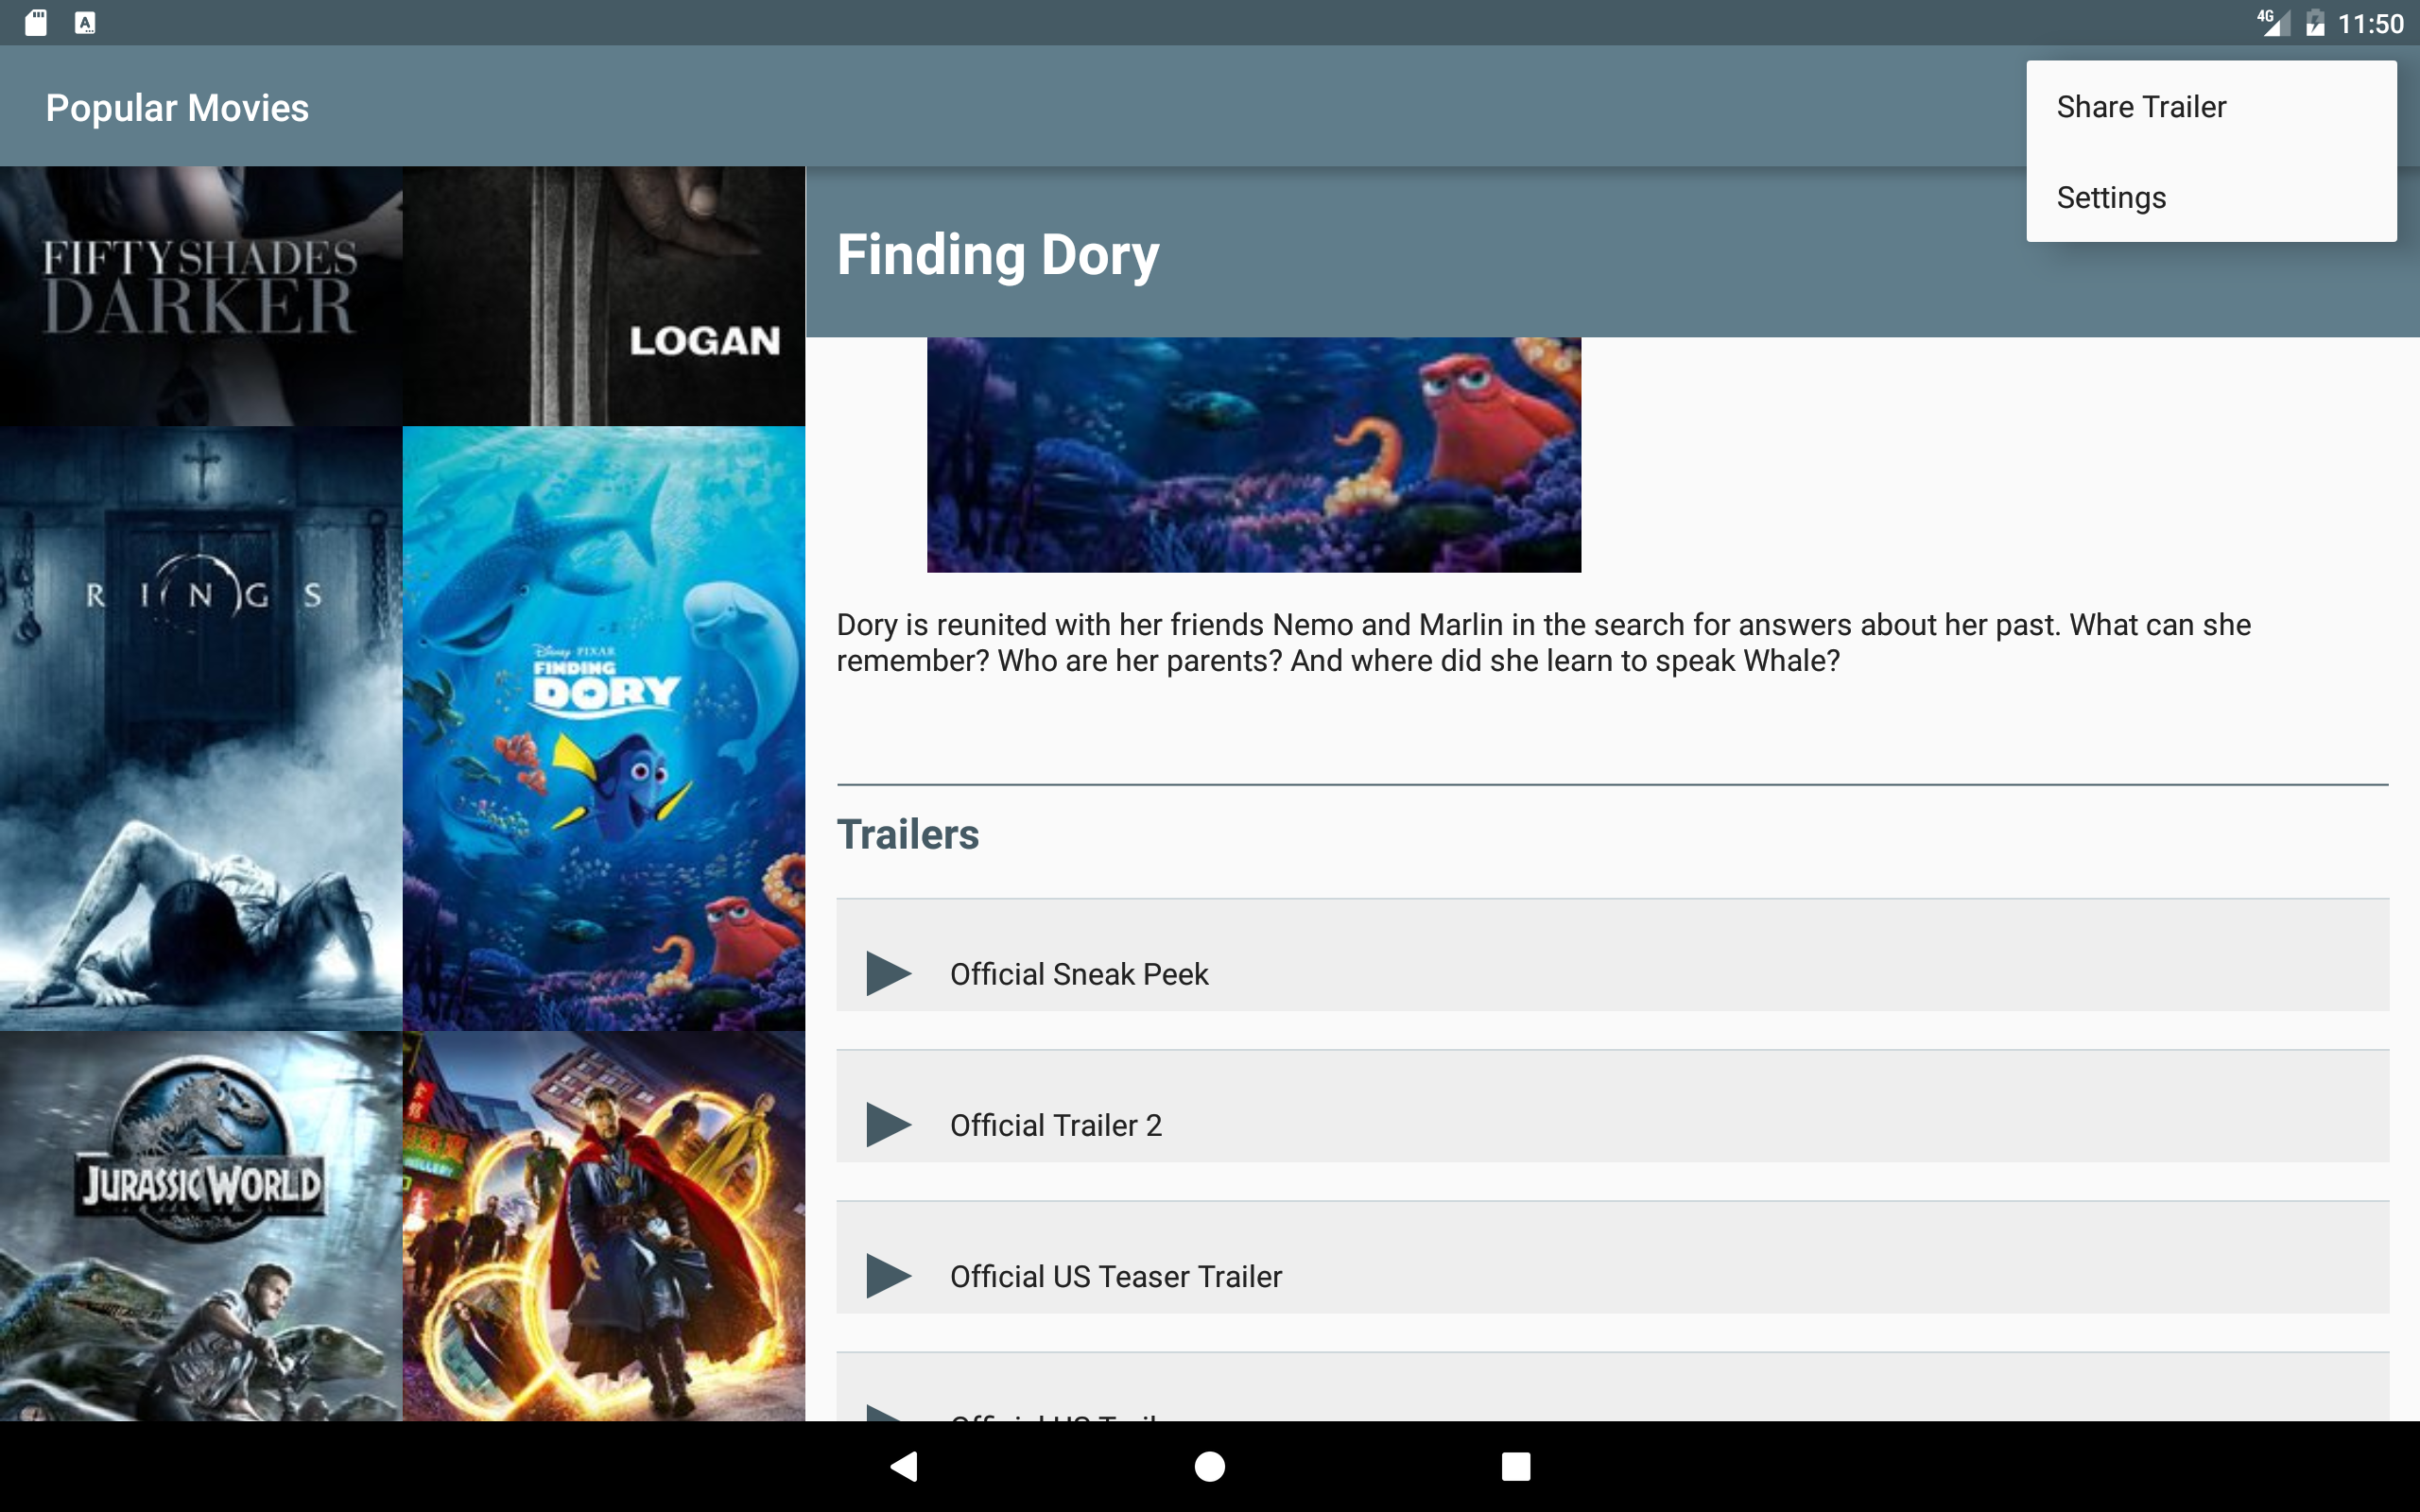 4G 11:50
Popular Movies
Share Trailer
Settings
FIFTY SHADES
DARKER
LOGAN
Finding Dory
RINGS
Disney PIXAR
FINDING
DORY
Dory is reunited with her friends Nemo and Marlin in the search for answers about her past. What can she
remember? Who are her parents? And where did she learn to speak Whale?
Trailers
Official Sneak Peek
JURASSIC WORLD
Official Trailer 2
Official US Teaser Trailer